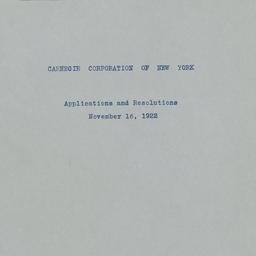 CARNEGIE CORPORATION OF NEW YORK
Applications and Resolutions
November 16, 1922